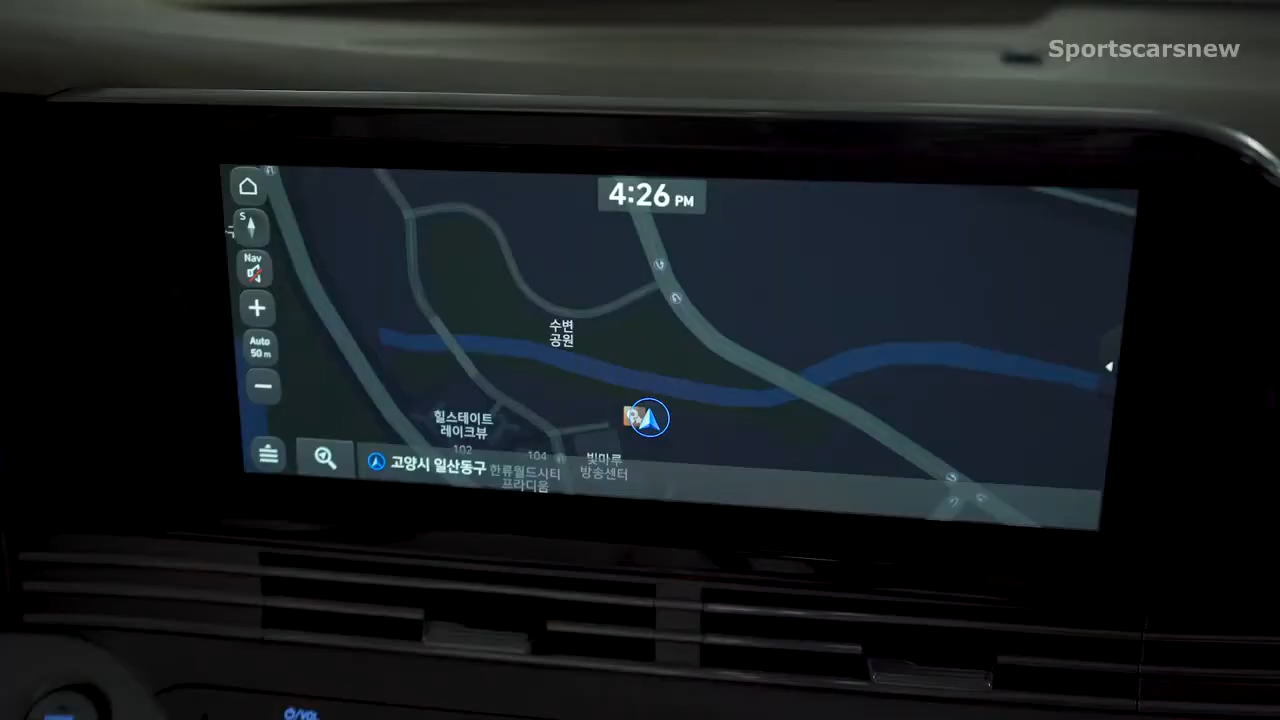 Sportscarsnew
4:26 PM
S
Nav
Auto
50 m
수변
공원
힐스테이트
레이크뷰
102
104
빛마루
방송센터
고양시 일산동구
한류월드시티
프라디움
⏻/VOL